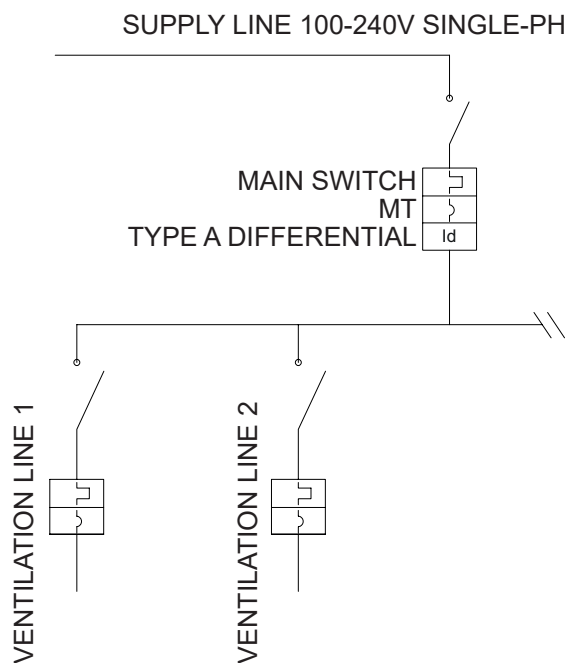 SUPPLY LINE 100-240V SINGLE-PH
MAIN SWITCH
MT
TYPE A DIFFERENTIAL
Id
VENTILATION LINE 1
VENTILATION LINE 2